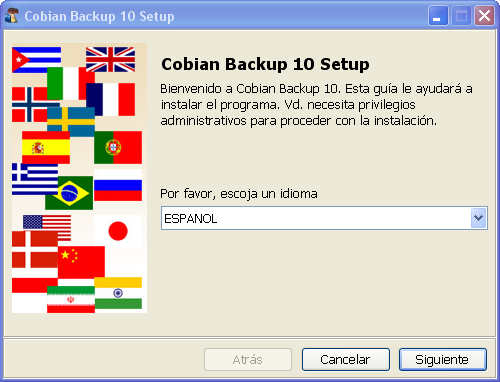 Cobian Backup 10 Setup
Cobian Backup 10 Setup
Bienvenido a Cobian Backup 10. Esta guía le ayudará a
instalar el programa. Vd. necesita privilegios
administrativos para proceder con la instalación.
Por favor, escoja un idioma
ESPANOL
Atrás
Cancelar
Siguiente